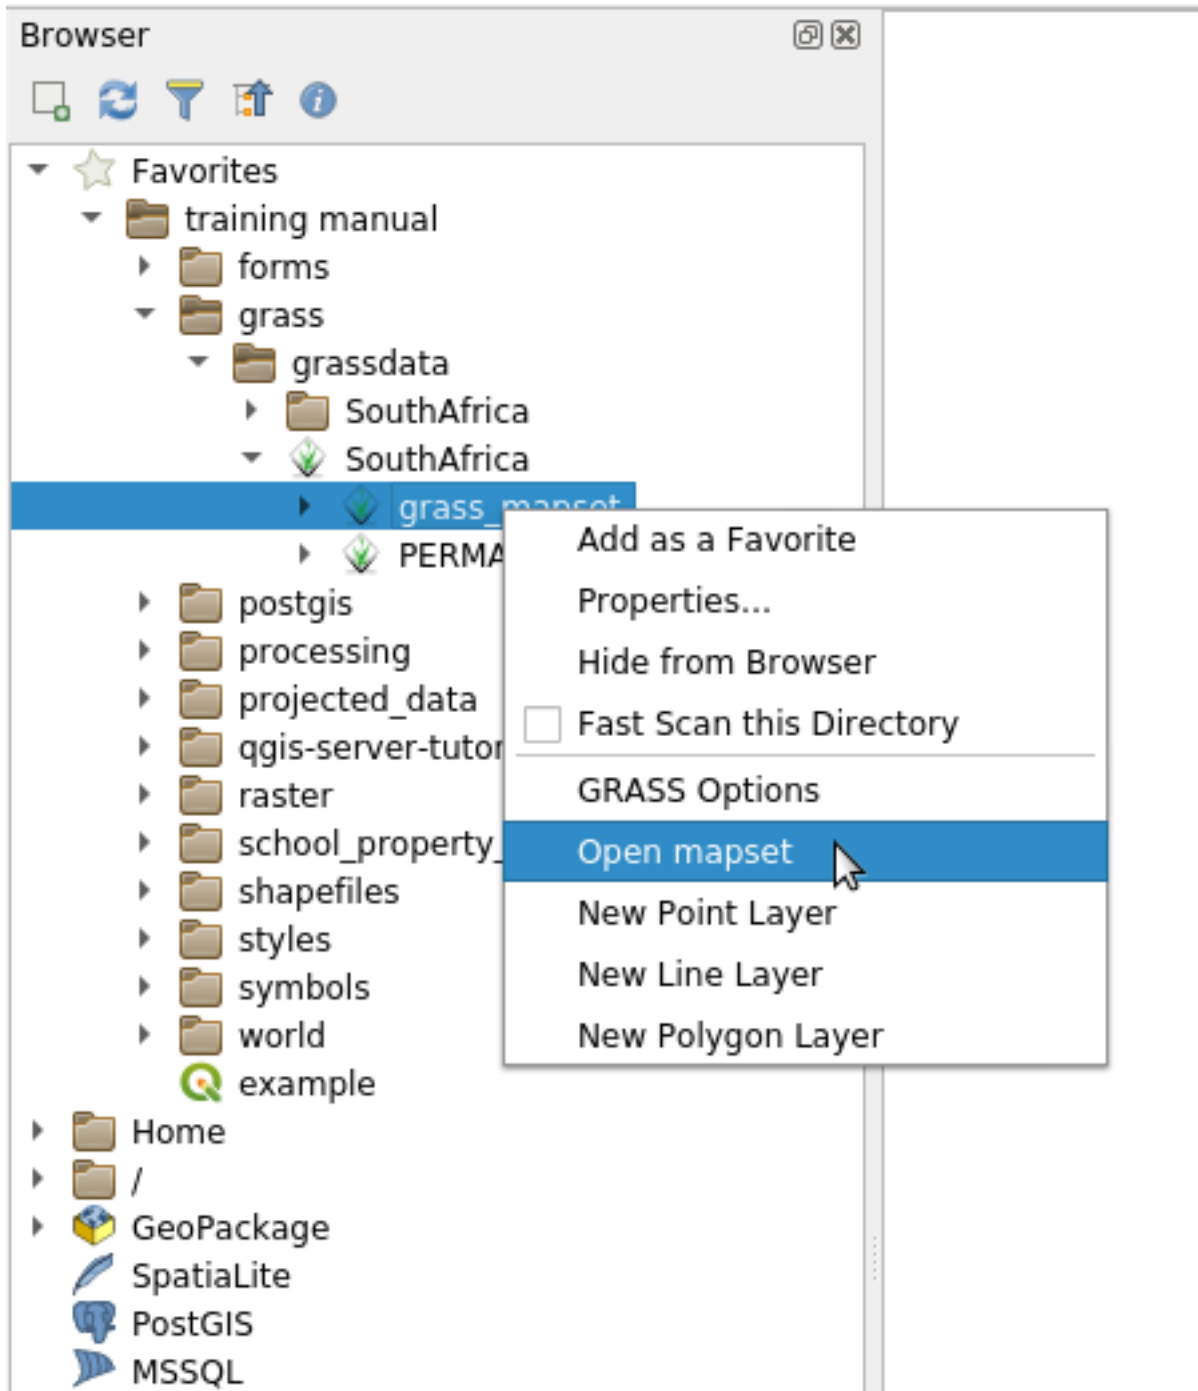 Browser
Favorites
training manual
forms
grass
grassdata
SouthAfrica
SouthAfrica
grass_mapset
PERMA
postgis
processing
projected_data
qgis-server-tutor
raster
school_property_
shapefiles
styles
symbols
world
example
Home
/
GeoPackage
SpatiaLite
PostGIS
MSSQL
Add as a Favorite
Properties...
Hide from Browser
Fast Scan this Directory
GRASS Options
Open mapset
New Point Layer
New Line Layer
New Polygon Layer